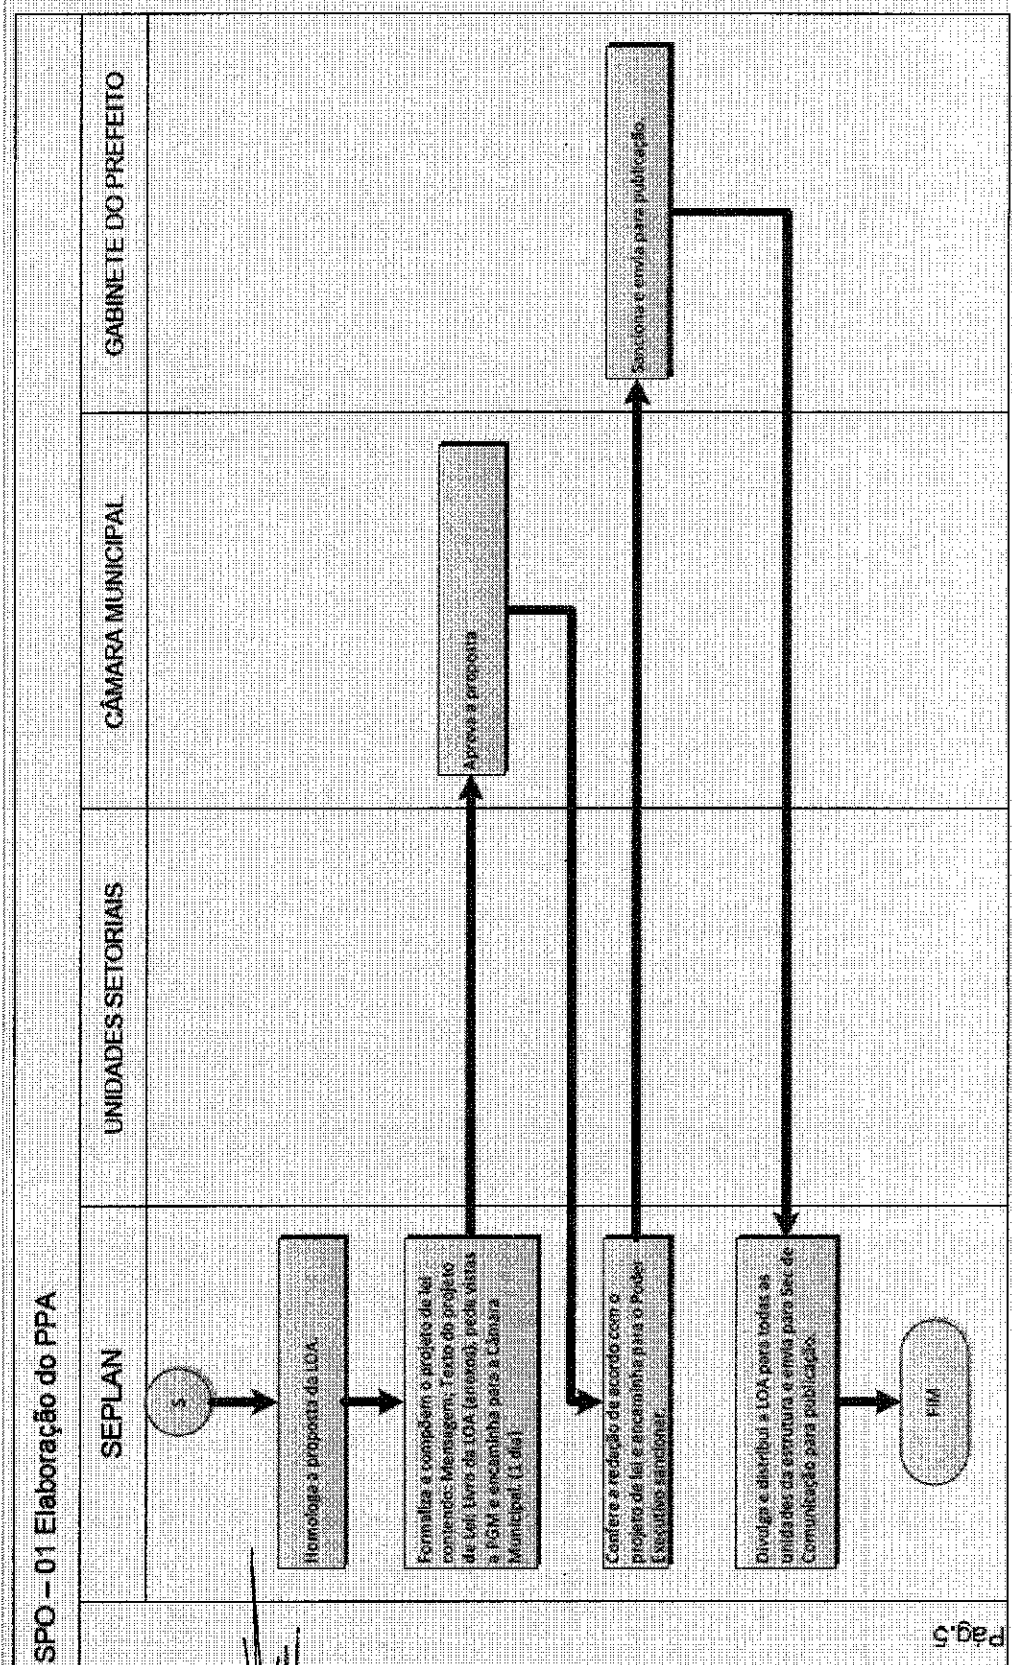 SPO – 01 Elaboração do PPA
SEPLAN
UNIDADES SETORIAIS
CÂMARA MUNICIPAL
GABINETE DO PREFEITO
S
Homologa a proposta da LOA.
Formaliza e compõem o projeto de lei
contendo: Mensagem; Texto do projeto
de Lei; Livro da LOA (anexos), pede vistas
a PGM e encaminha para a Câmara
Municipal. (1 dia)
Aprova a proposta
Confere a redação de acordo com o
projeto de lei e encaminha para o Poder
Executivo sancionar.
Sanciona e envia para publicação.
Divulga e distribui a LOA para todas as
unidades da estrutura e envia para Sec de
Comunicação para publicação.
FIM
Pág.5